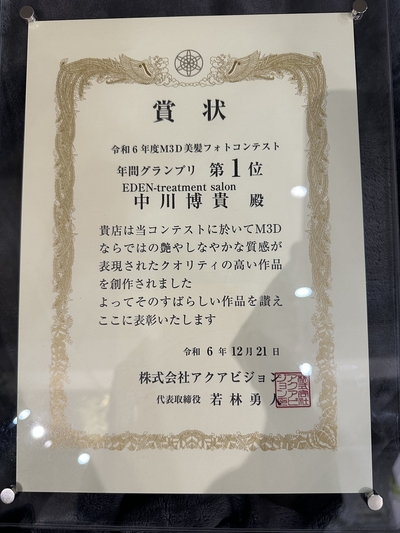 賞状
令和6年度M3D美髪フォトコンテスト
年間グランプリ 第1位
EDEN-treatment salon
中川博貴 殿
貴店は当コンテストに於いてM3D
ならではの艶やしなやかな質感が
表現されたクオリティの高い作品
を創作されました
よってそのすばらしい作品を讃え
ここに表彰いたします
令和 6 年 12月 21 日
株式会社アクアビジョン
代表取締役 若林勇人